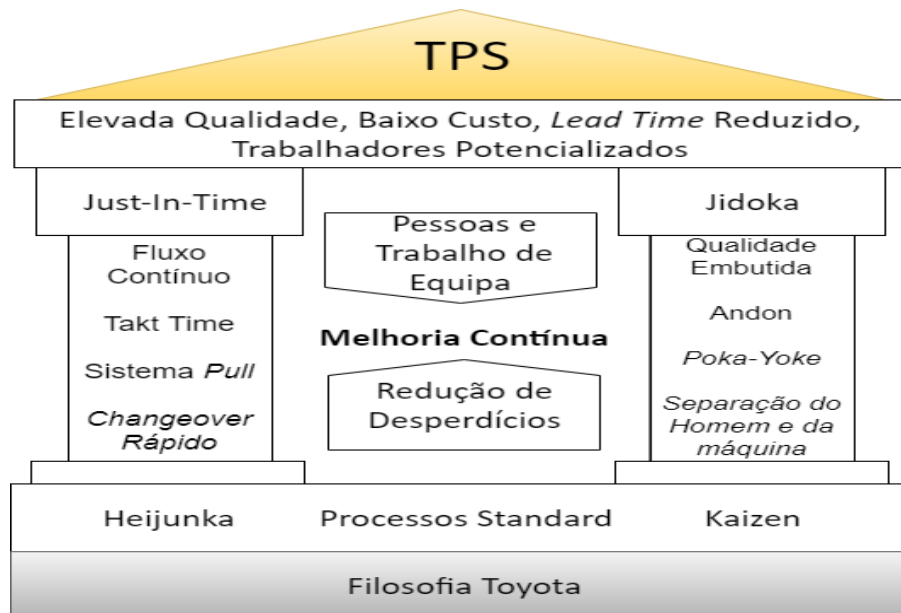 TPS
Elevada Qualidade, Baixo Custo, Lead Time Reduzido,
Trabalhadores Potencializados
Just-In-Time
Fluxo
Contínuo
Takt Time
Sistema Pull
Changeover
Rápido
Pessoas e
Trabalho de
Equipa
Melhoria Contínua
Redução de
Desperdícios
Jidoka
Qualidade
Embutida
Andon
Poka-Yoke
Separação do
Homem e da
máquina
Heijunka
Processos Standard
Kaizen
Filosofia Toyota